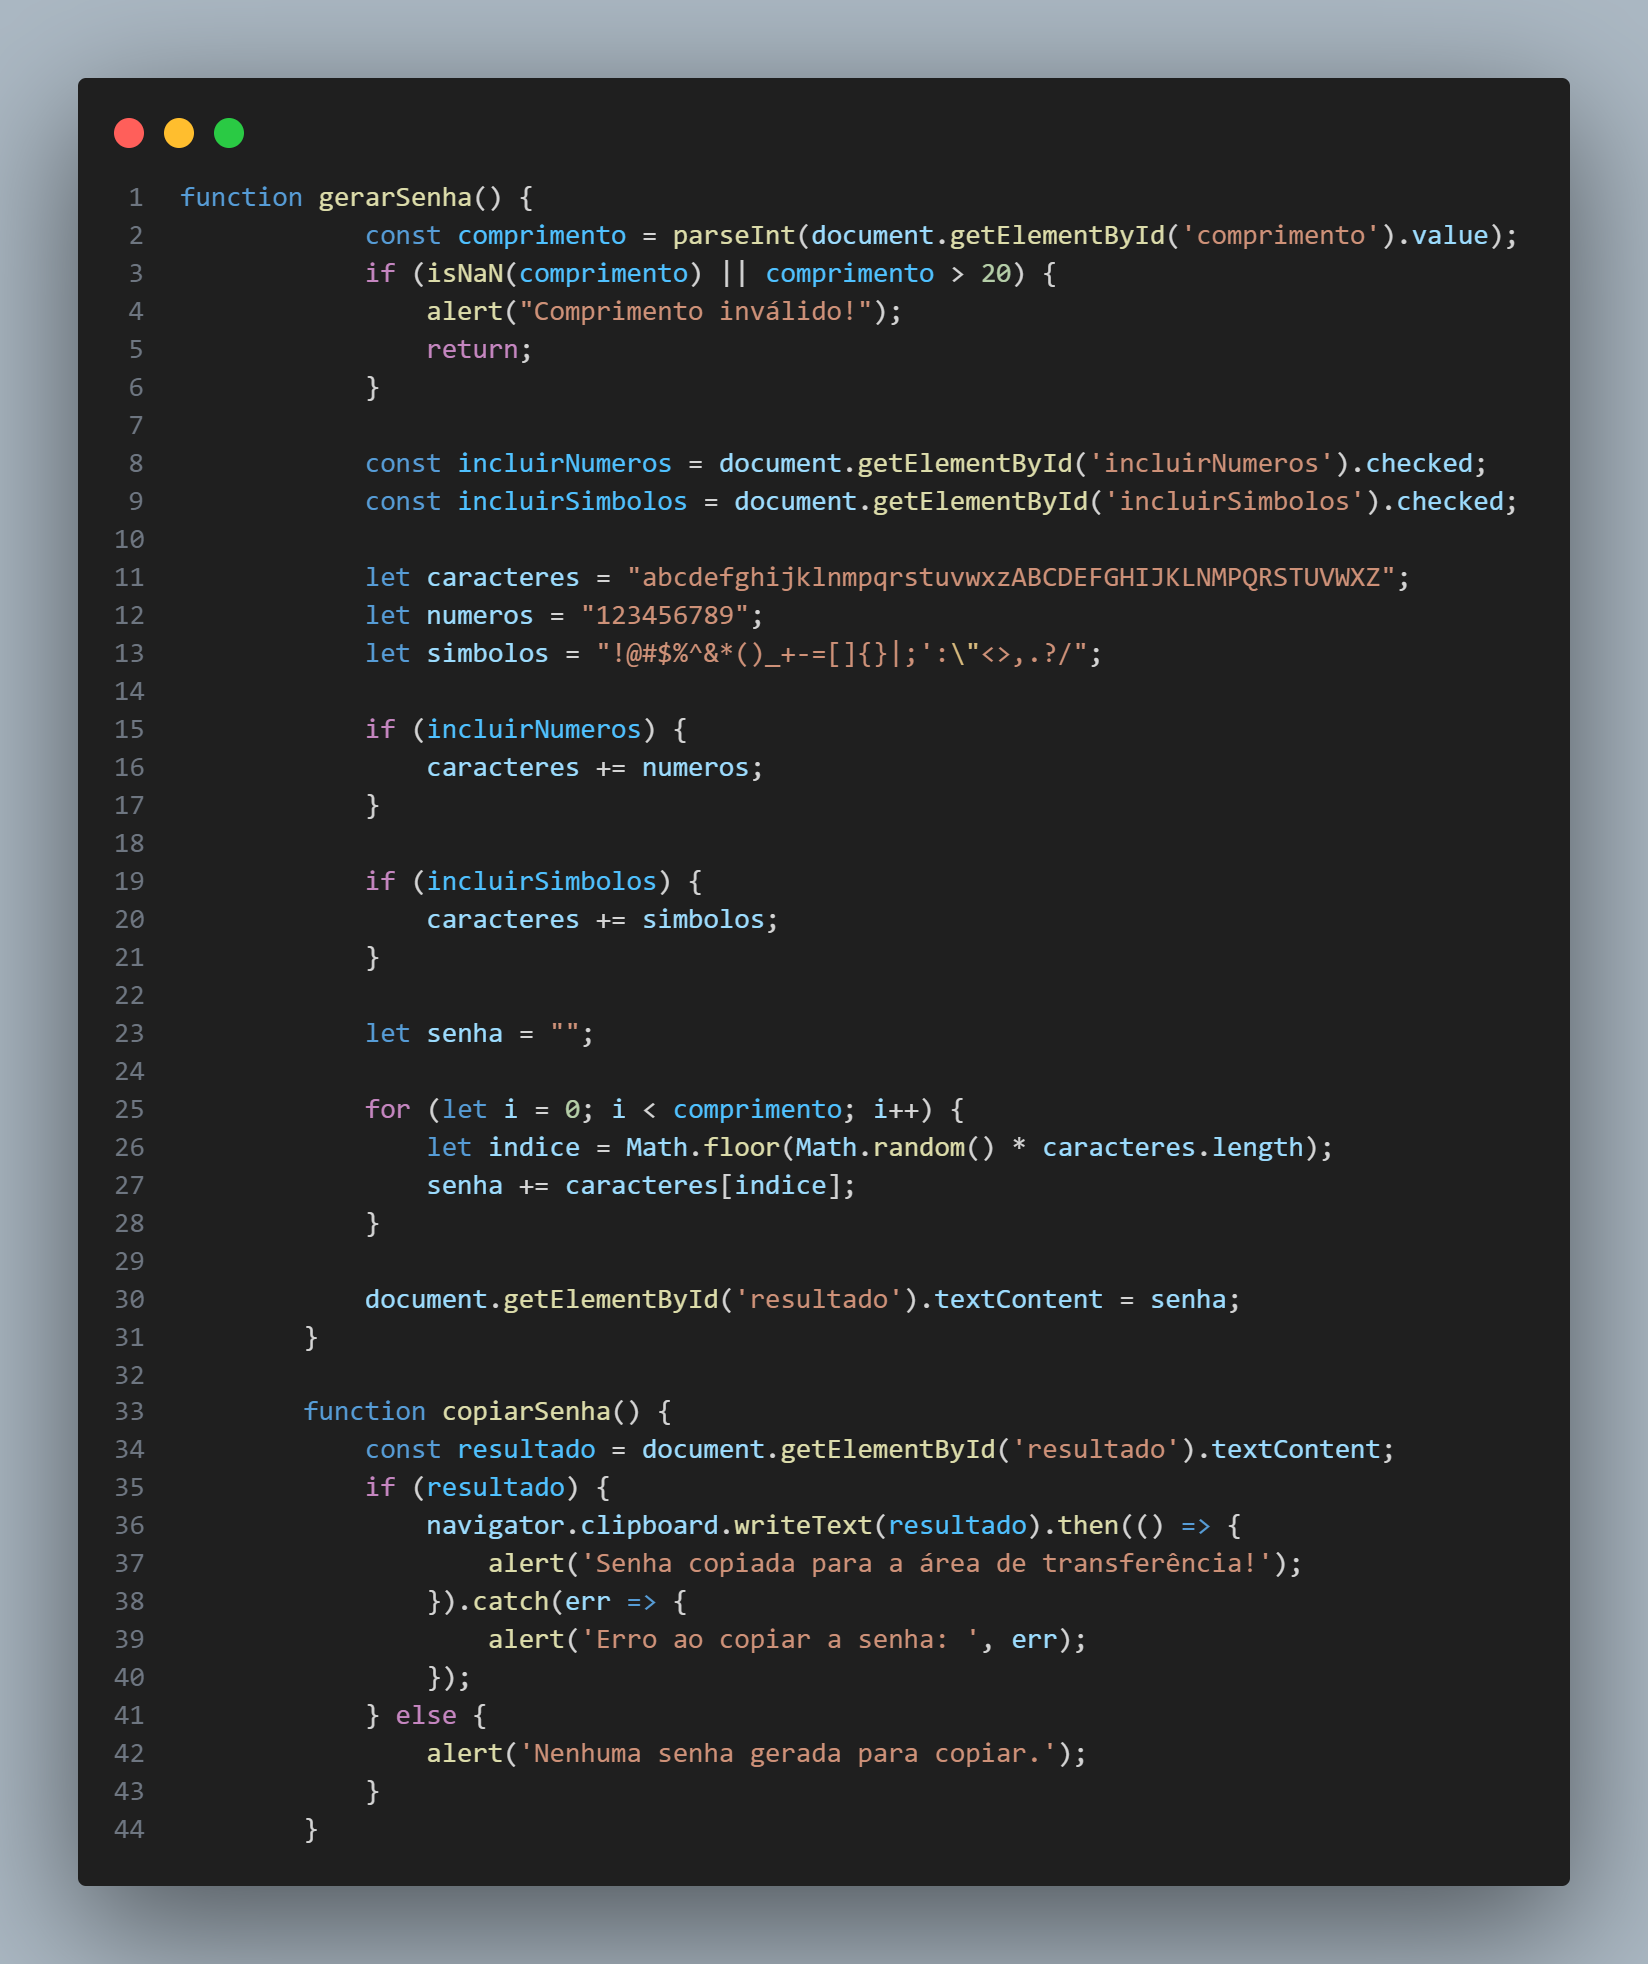 1 function gerarSenha() {
2 const comprimento = parseInt(document.getElementById('comprimento').value);
3 if (isNaN(comprimento) || comprimento > 20) {
4 alert("Comprimento inválido!");
5 return;
6 }
7
8 const incluirNumeros = document.getElementById('incluirNumeros').checked;
9 const incluirSimbolos = document.getElementById('incluirSimbolos').checked;
10
11 let caracteres = "abcdefghijklnmpqrstuvwxzABCDEFGHIJKLNMPQRSTUVWXZ";
12 let numeros = "123456789";
13 let simbolos = "!@#$%^&*()_+-=[]{}|;':\"<>,.?/";
14
15 if (incluirNumeros) {
16 caracteres += numeros;
17 }
18
19 if (incluirSimbolos) {
20 caracteres += simbolos;
21 }
22
23 let senha = "";
24
25 for (let i = 0; i < comprimento; i++) {
26 let indice = Math.floor(Math.random() * caracteres.length);
27 senha += caracteres[indice];
28 }
29
30 document.getElementById('resultado').textContent = senha;
31 }
32
33 function copiarSenha() {
34 const resultado = document.getElementById('resultado').textContent;
35 if (resultado) {
36 navigator.clipboard.writeText(resultado).then(() => {
37 alert('Senha copiada para a área de transferência!');
38 }).catch(err => {
39 alert('Erro ao copiar a senha: ', err);
40 });
41 } else {
42 alert('Nenhuma senha gerada para copiar.');
43 }
44 }